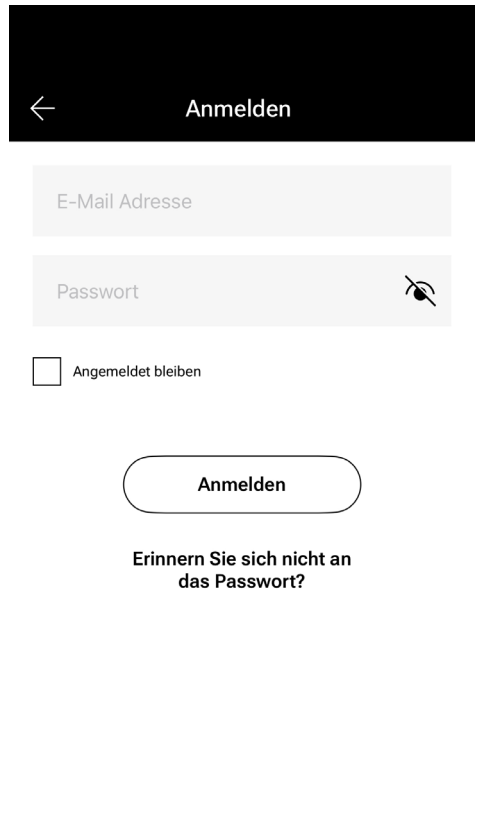 Anmelden
E-Mail Adresse
Passwort
Angemeldet bleiben
Anmelden
Erinnern Sie sich nicht an
das Passwort?